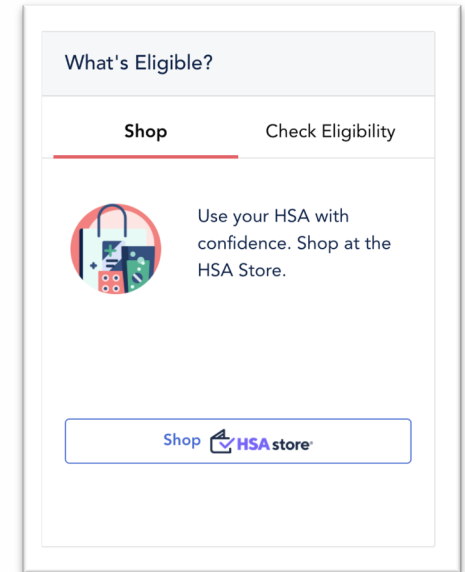 What's Eligible?
Shop
Check Eligibility
Use your HSA with
confidence. Shop at the
HSA Store.
Shop HSA store